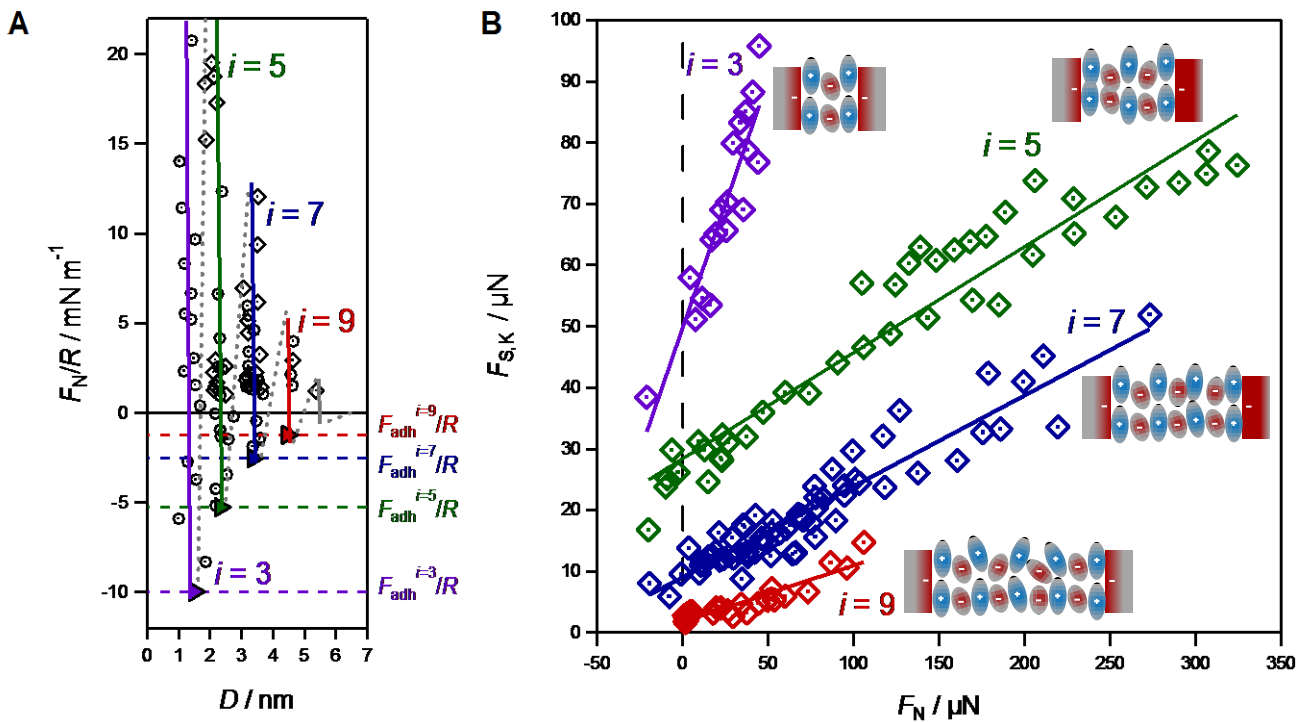 A
F_N/R / mN m⁻¹
20
15
10
5
0
-5
-10
i = 5
i = 7
i = 9
i = 3
F_adh^{i=9}/R
F_adh^{i=7}/R
F_adh^{i=5}/R
F_adh^{i=3}/R
0 1 2 3 4 5 6 7
D / nm
B
F_{S,K} / µN
100
90
80
70
60
50
40
30
20
10
0
i = 3
i = 5
i = 7
i = 9
-50 0 50 100 150 200 250 300 350
F_N / µN